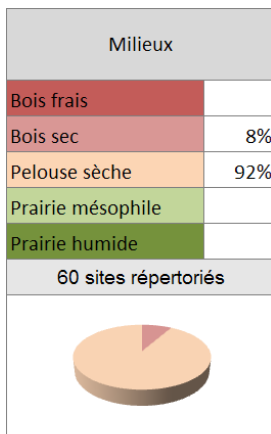 Milieux
Bois frais
Bois sec 8%
Pelouse sèche 92%
Prairie mésophile
Prairie humide
60 sites répertoriés